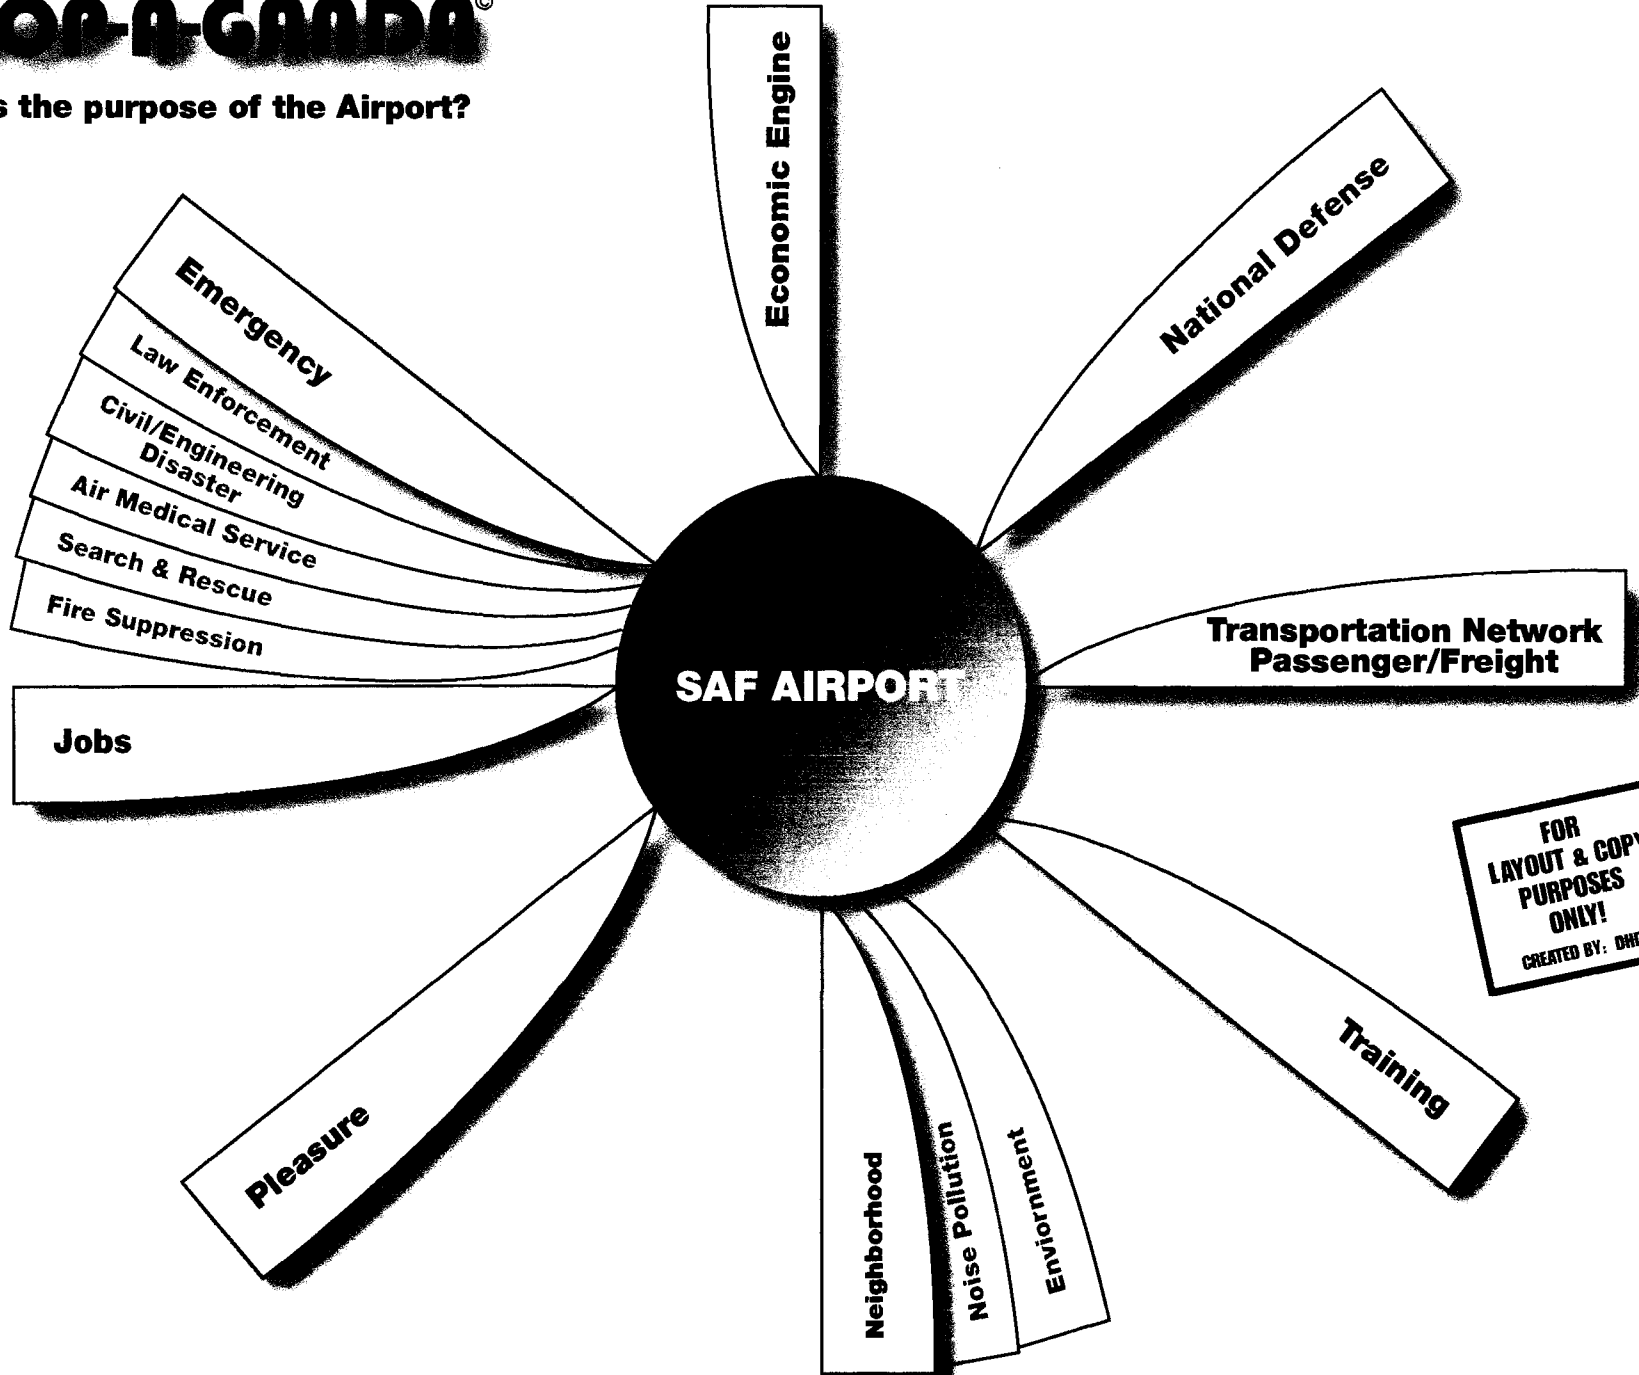 OP-A-GANDA©
s the purpose of the Airport?
Economic Engine
National Defense
Emergency
Law Enforcement
Civil/Engineering
Disaster
Air Medical Service
Search & Rescue
Fire Suppression
Transportation Network
Passenger/Freight
SAF AIRPORT
Jobs
FOR
LAYOUT & COPY
PURPOSES
ONLY!
CREATED BY:
Training
Pleasure
Neighborhood
Noise Pollution
Enviornment